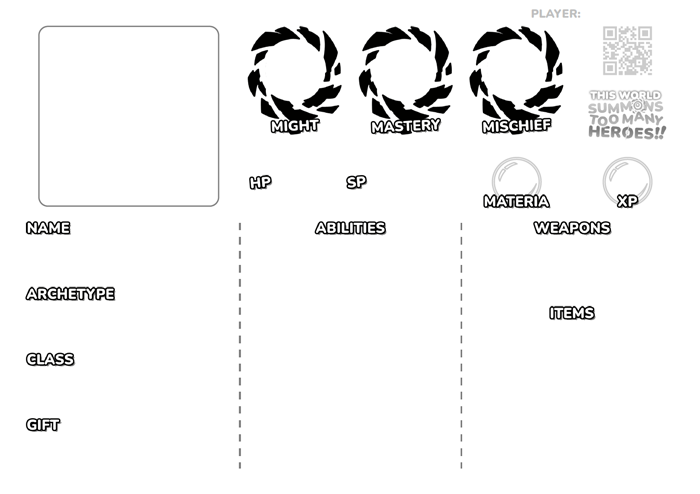 PLAYER:
THIS WORLD
SUMMONS
TOO MANY
HEROES!!
MIGHT
MASTERY
MISCHIEF
HP
SP
MATERIA
XP
NAME
ARCHETYPE
CLASS
GIFT
ABILITIES
WEAPONS
ITEMS